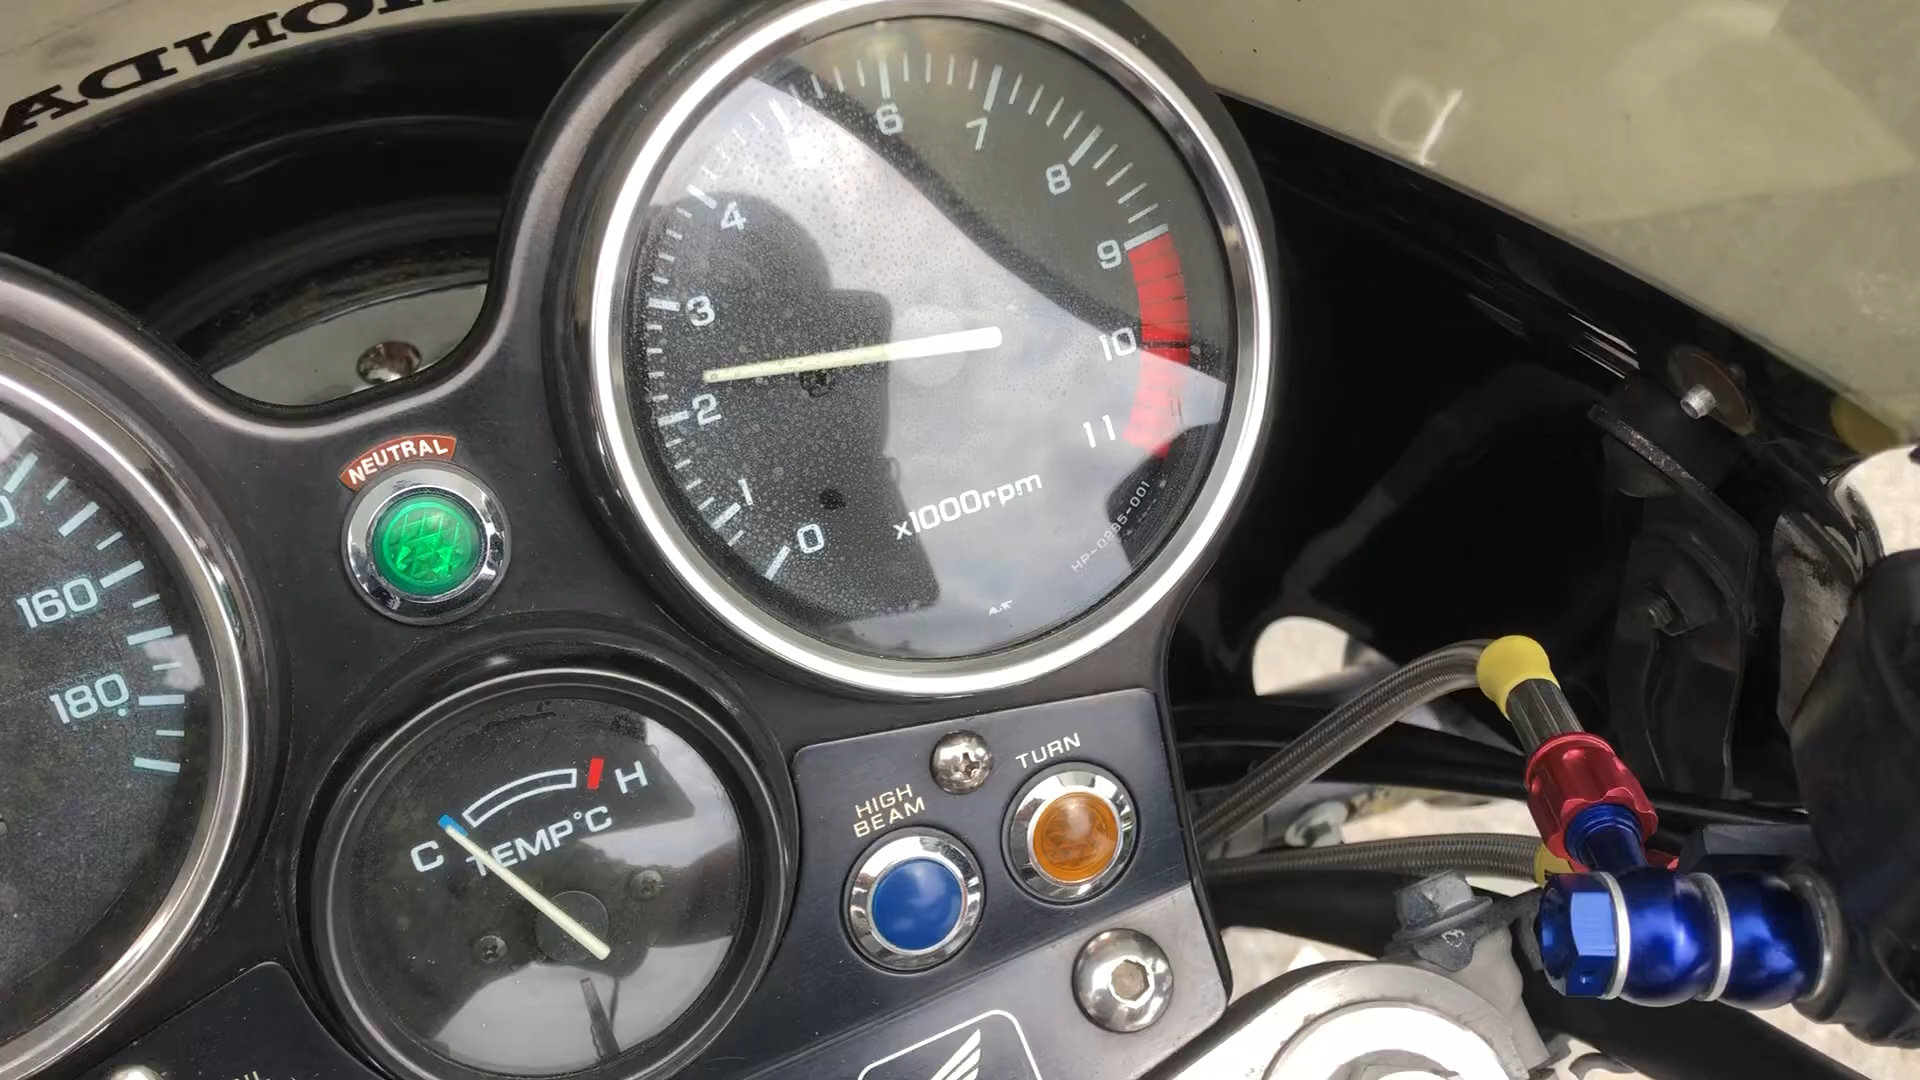 HONDA
6
7
8
4
9
3
10
2
11
1
0
x1000rpm
NEUTRAL
160
180
C
H
TEMP°C
TURN
HIGH
BEAM